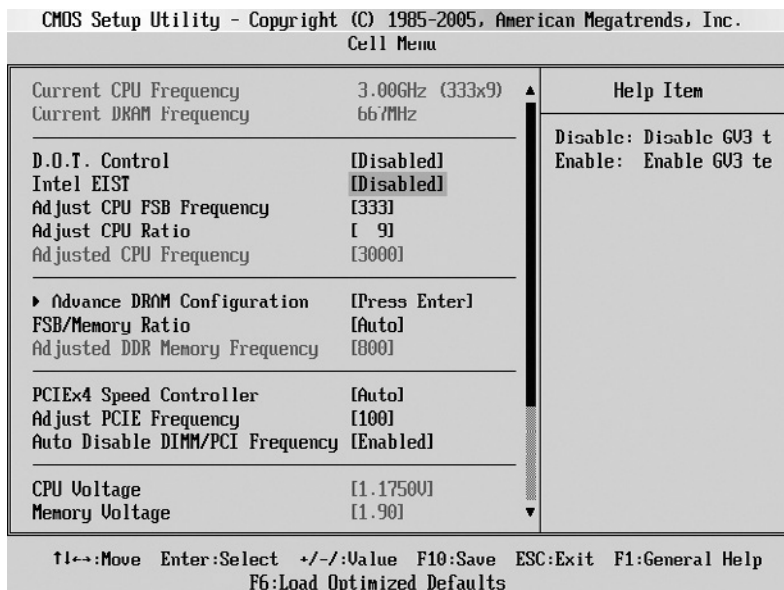 CMOS Setup Utility - Copyright (C) 1985-2005, American Megatrends, Inc.
Cell Menu
Current CPU Frequency 3.00GHz (333x9)
Current DRAM Frequency 667MHz
D.O.T. Control [Disabled]
Intel EIST [Disabled]
Adjust CPU FSB Frequency [333]
Adjust CPU Ratio [ 9]
Adjusted CPU Frequency [3000]
Advance DRAM Configuration [Press Enter]
FSB/Memory Ratio [Auto]
Adjusted DDR Memory Frequency [800]
PCIEx4 Speed Controller [Auto]
Adjust PCIE Frequency [100]
Auto Disable DIMM/PCI Frequency [Enabled]
CPU Voltage [1.1750V]
Memory Voltage [1.90]
Help Item
Disable: Disable GV3 t
Enable: Enable GV3 te
↑↓←→:Move Enter:Select +/-/:Value F10:Save ESC:Exit F1:General Help
F6:Load Optimized Defaults